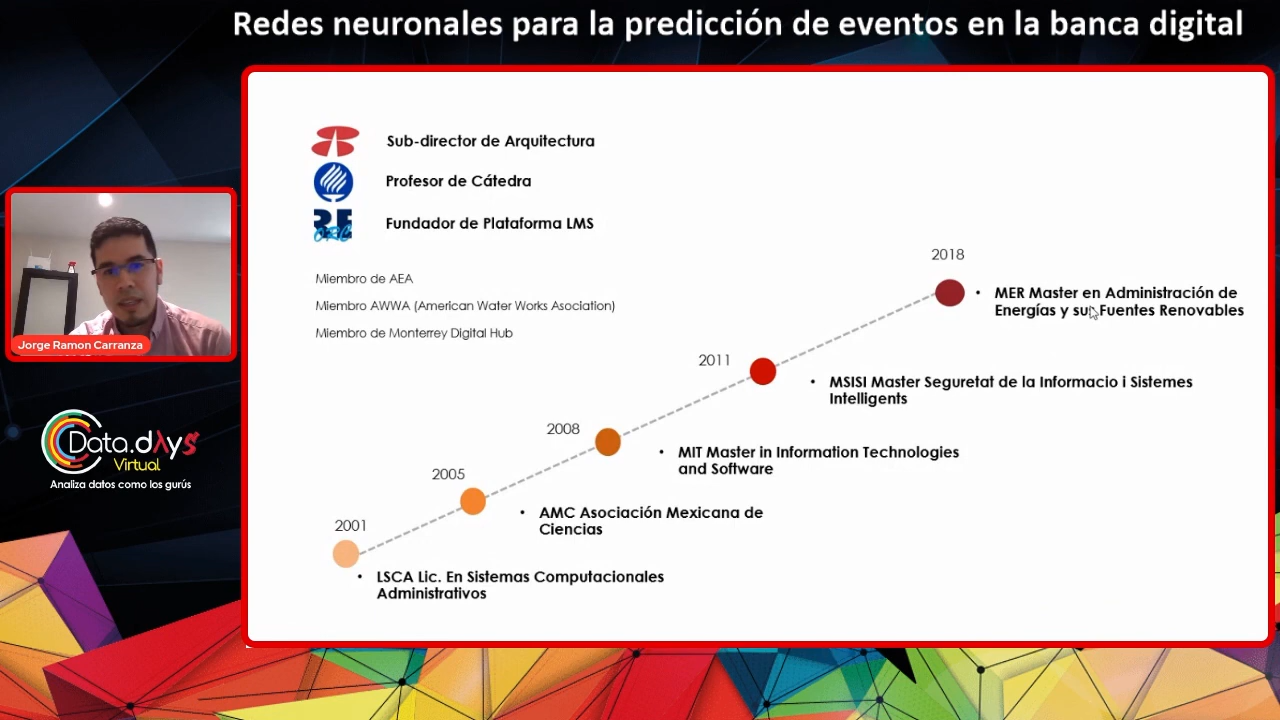 Redes neuronales para la predicción de eventos en la banca digital
Sub-director de Arquitectura
Profesor de Cátedra
Fundador de Plataforma LMS
Miembro de AEA
Miembro AWWA (American Water Works Asociation)
Miembro de Monterrey Digital Hub
2018
• MER Master en Administración de
Energías y sus Fuentes Renovables
2011
• MSISI Master Seguretat de la Informacio i Sistemes
Intelligents
2008
• MIT Master in Information Technologies
and Software
2005
• AMC Asociación Mexicana de
Ciencias
2001
• LSCA Lic. En Sistemas Computacionales
Administrativos
Jorge Ramon Carranza
Data.dAys
Virtual
Analiza datos como los gurús